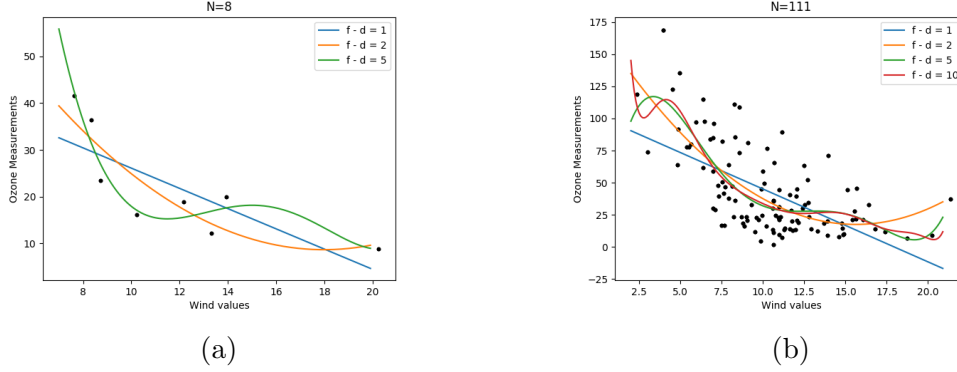 N=8
Ozone Measurements
50
40
30
20
10
8
10
12
14
16
18
20
Wind values
f - d = 1
f - d = 2
f - d = 5
(a)
N=111
Ozone Measurements
175
150
125
100
75
50
25
0
−25
2.5
5.0
7.5
10.0
12.5
15.0
17.5
20.0
Wind values
f - d = 1
f - d = 2
f - d = 5
f - d = 10
(b)